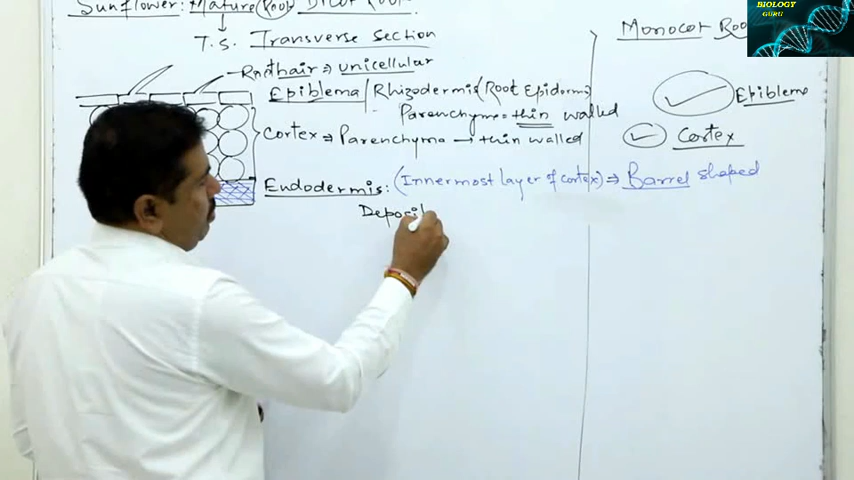 Sunflower: Mature (Root) Dicot Root.
T.S. Transverse section
Root hair ⇒ unicellular
Epiblema/Rhizodermis (Root Epidermis)
Parenchyma = thin walled
Cortex ⇒ Parenchyma → thin walled
Endodermis: (Innermost layer of cortex) ⇒ Barrel shaped
Deposit
Monocot Roo
Epiblema
Cortex
BIOLOGY
GURU